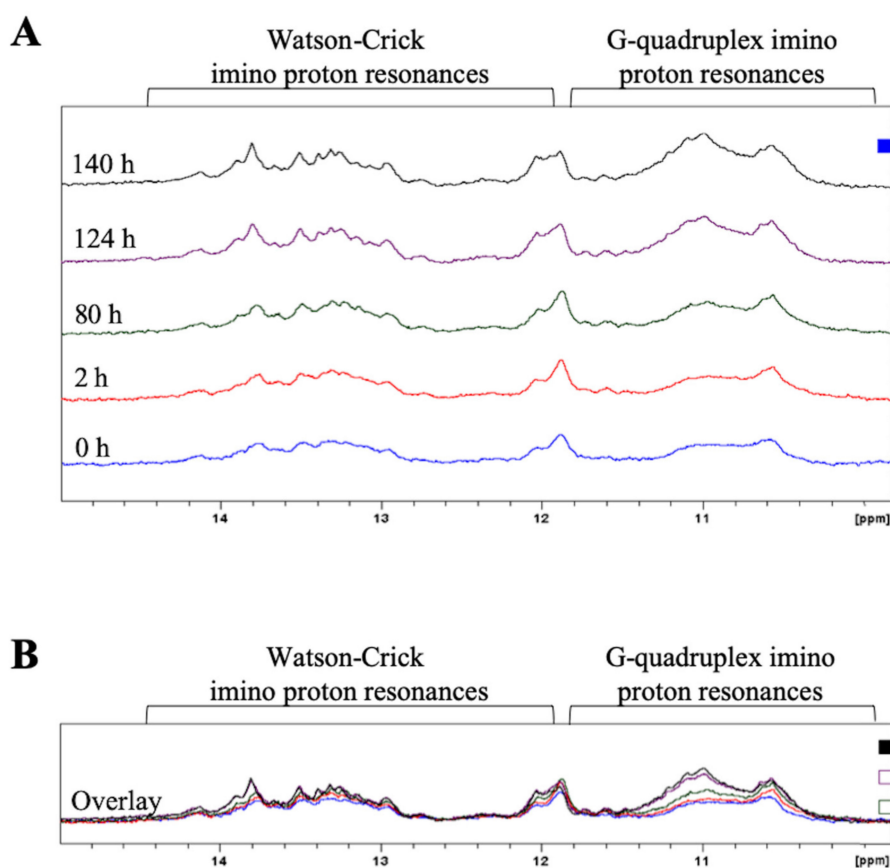 A
Watson-Crick
imino proton resonances
G-quadruplex imino
proton resonances
140 h
124 h
80 h
2 h
0 h
14 13 12 11 [ppm]
B
Watson-Crick
imino proton resonances
G-quadruplex imino
proton resonances
Overlay
14 13 12 11 [ppm]